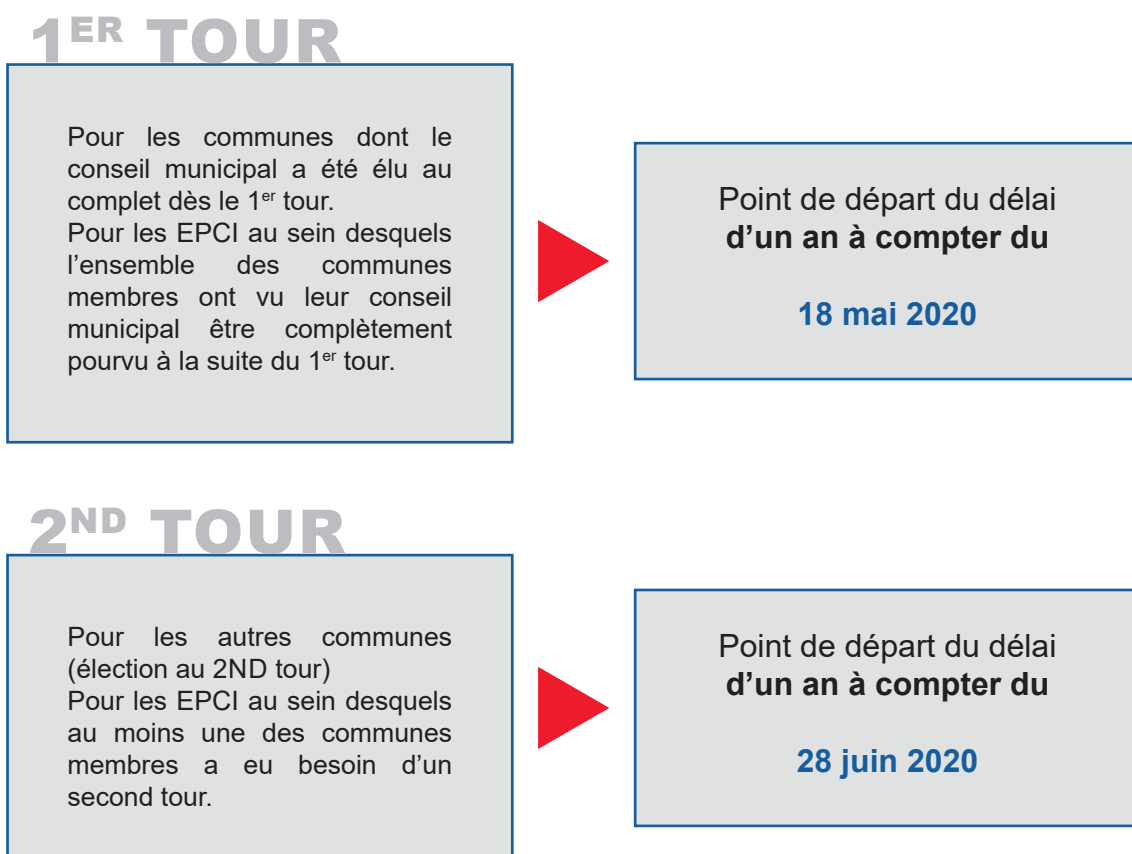 1ER TOUR
Pour les communes dont le
conseil municipal a été élu au
complet dès le 1er tour.
Pour les EPCI au sein desquels
l’ensemble des communes
membres ont vu leur conseil
municipal être complètement
pourvu à la suite du 1er tour.
Point de départ du délai
d’un an à compter du
18 mai 2020
2ND TOUR
Pour les autres communes
(élection au 2ND tour)
Pour les EPCI au sein desquels
au moins une des communes
membres a eu besoin d’un
second tour.
Point de départ du délai
d’un an à compter du
28 juin 2020